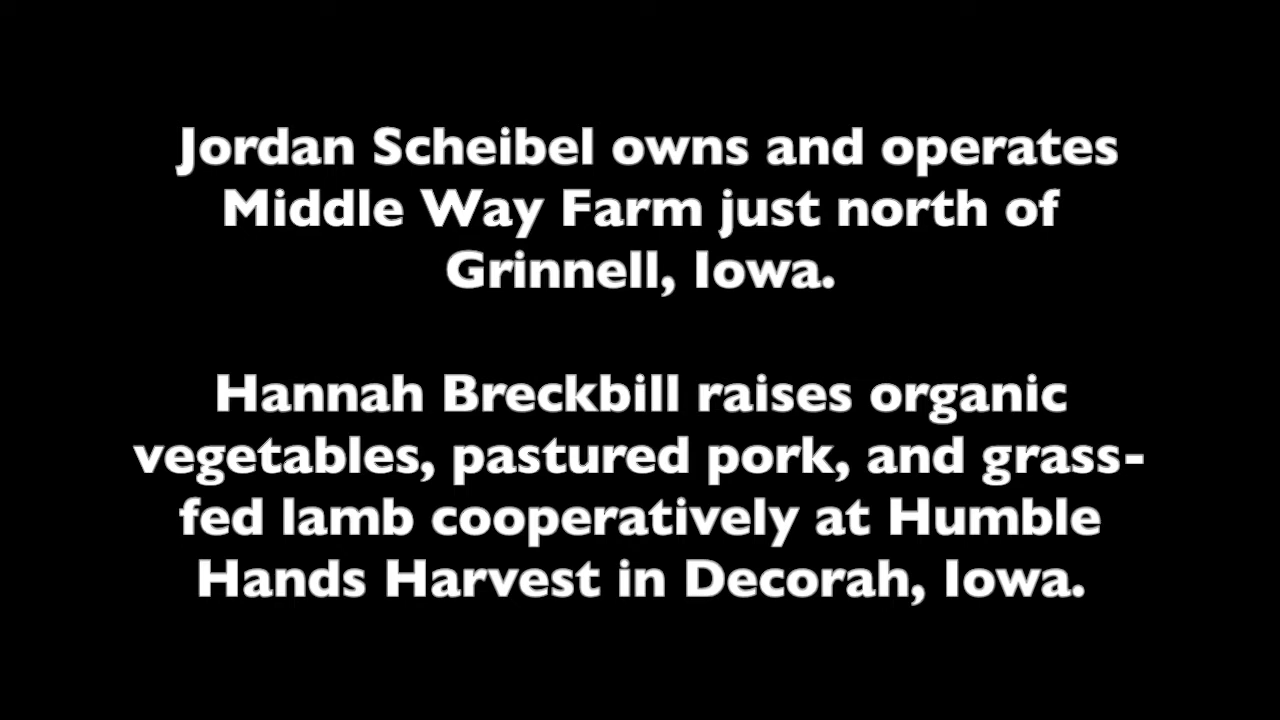 Jordan Scheibel owns and operates
Middle Way Farm just north of
Grinnell, Iowa.
Hannah Breckbill raises organic
vegetables, pastured pork, and grass-
fed lamb cooperatively at Humble
Hands Harvest in Decorah, Iowa.